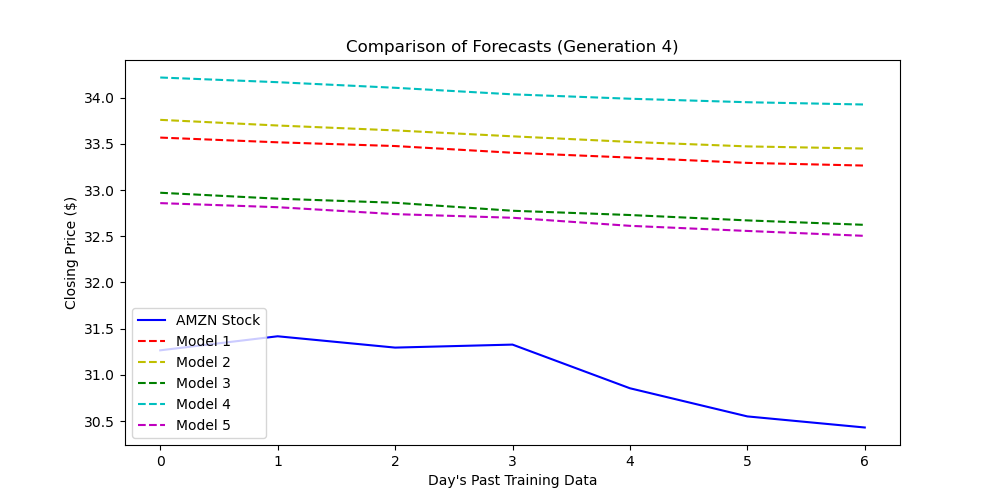 Comparison of Forecasts (Generation 4)
Closing Price ($)
34.0
33.5
33.0
32.5
32.0
31.5
31.0
30.5
AMZN Stock
Model 1
Model 2
Model 3
Model 4
Model 5
0 1 2 3 4 5 6
Day's Past Training Data